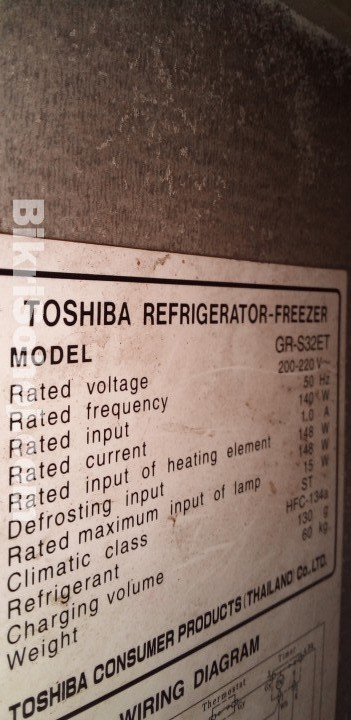 Bikroy.com
TOSHIBA REFRIGERATOR-FREEZER
MODEL GR-S32ET
Rated voltage 200-220 V~
Rated frequency 50 Hz
Rated input 140 W
Rated current 1.0 A
Rated input of heating element 148 W
Defrosting input 148 W
Rated maximum input of lamp 15 W
Climatic class ST
Refrigerant HFC-134a
Charging volume 130 g
Weight 60 kg.
TOSHIBA CONSUMER PRODUCTS (THAILAND) Co.,LTD.
WIRING DIAGRAM
Thermostat
Timer